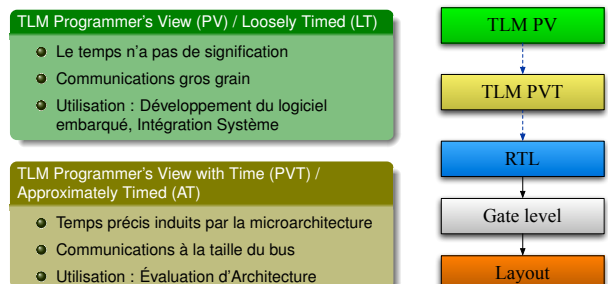 TLM Programmer's View (PV) / Loosely Timed (LT)
Le temps n'a pas de signification
Communications gros grain
Utilisation : Développement du logiciel
embarqué, Intégration Système
TLM Programmer's View with Time (PVT) /
Approximately Timed (AT)
Temps précis induits par la microarchitecture
Communications à la taille du bus
Utilisation : Évaluation d'Architecture
TLM PV
TLM PVT
RTL
Gate level
Layout